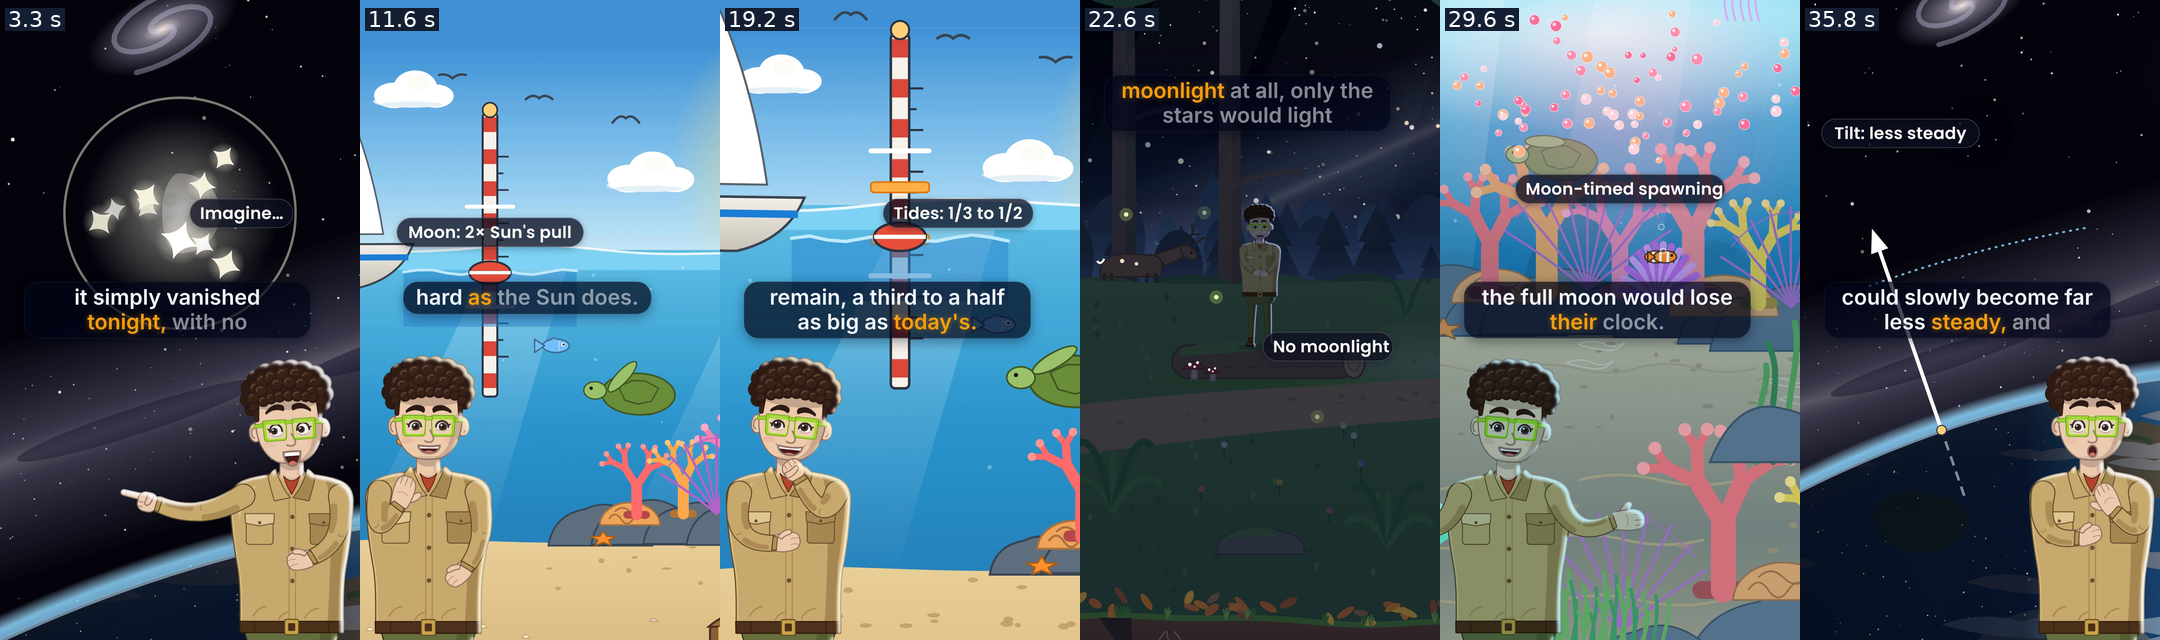 3.3 s
Imagine...
it simply vanished
tonight, with no
11.6 s
Moon: 2× Sun's pull
hard as the Sun does.
19.2 s
Tides: 1/3 to 1/2
remain, a third to a half
as big as today's.
22.6 s
moonlight at all, only the
stars would light
No moonlight
29.6 s
Moon-timed spawning
the full moon would lose
their clock.
35.8 s
Tilt: less steady
could slowly become far
less steady, and